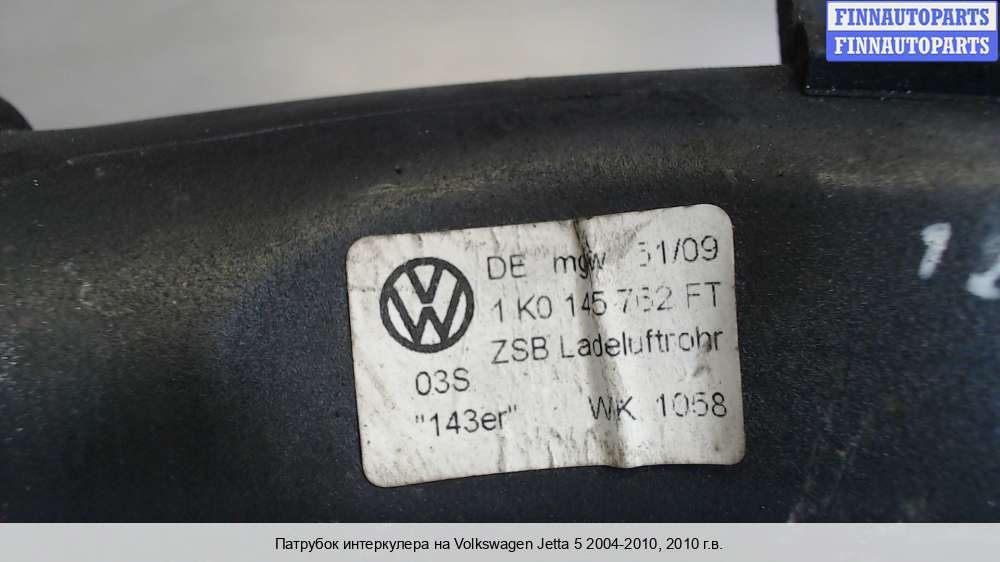 FINNAUTOPARTS
FINNAUTOPARTS
DE mgw 51/09
1 K0 145 762 FT
ZSB Ladeluftrohr
03S
"143er" WK 1058
Патрубок интеркулера на Volkswagen Jetta 5 2004-2010, 2010 г.в.